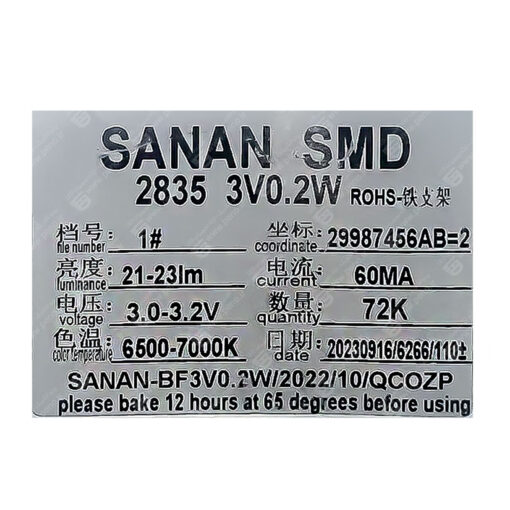 SANAN SMD
2835 3V0.2W ROHS-铁支架
档号: 1# 坐标: 29987456AB=2
file number coordinate
亮度: 21-23lm 电流: 60MA
fuminance current
电压: 3.0-3.2V 数量: 72K
voltage quantity
色温: 6500-7000K 日期: 20230916/6266/110±
color temperature date
SANAN-BF3V0.2W/2022/10/QCOZP
please bake 12 hours at 65 degrees before using